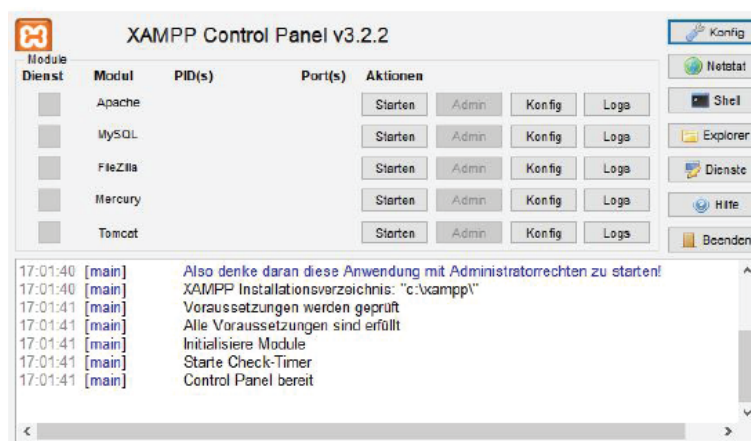 XAMPP Control Panel v3.2.2
Konfig
Module
Netstat
Dienst Modul PID(s) Port(s) Aktionen
Apache Starten Admin Konfig Logs
Shell
MySQL Starten Admin Konfig Logs
Explorer
FileZilla Starten Admin Konfig Logs
Dienste
Mercury Starten Admin Konfig Logs
Hilfe
Tomcat Starten Admin Konfig Logs
Beenden
17:01:40 [main] Also denke daran diese Anwendung mit Administratorrechten zu starten!
17:01:40 [main] XAMPP Installationsverzeichnis: "c:\xampp\"
17:01:41 [main] Voraussetzungen werden geprüft
17:01:41 [main] Alle Voraussetzungen sind erfüllt
17:01:41 [main] Initialisiere Module
17:01:41 [main] Starte Check-Timer
17:01:41 [main] Control Panel bereit